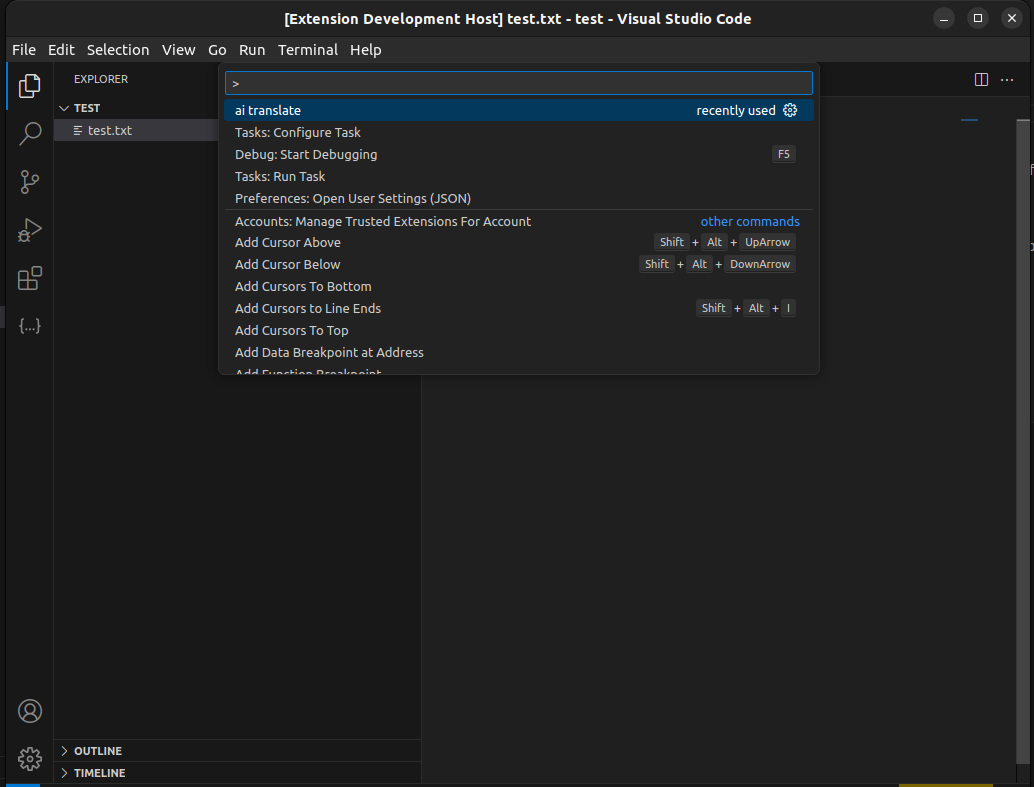 [Extension Development Host] test.txt - test - Visual Studio Code
File Edit Selection View Go Run Terminal Help
EXPLORER
>
TEST
ai translate recently used
test.txt
Tasks: Configure Task
Debug: Start Debugging F5
Tasks: Run Task
Preferences: Open User Settings (JSON)
Accounts: Manage Trusted Extensions For Account other commands
Add Cursor Above Shift + Alt + UpArrow
Add Cursor Below Shift + Alt + DownArrow
Add Cursors To Bottom
Add Cursors to Line Ends Shift + Alt + I
Add Cursors To Top
Add Data Breakpoint at Address
Add Function Breakpoint
OUTLINE
TIMELINE